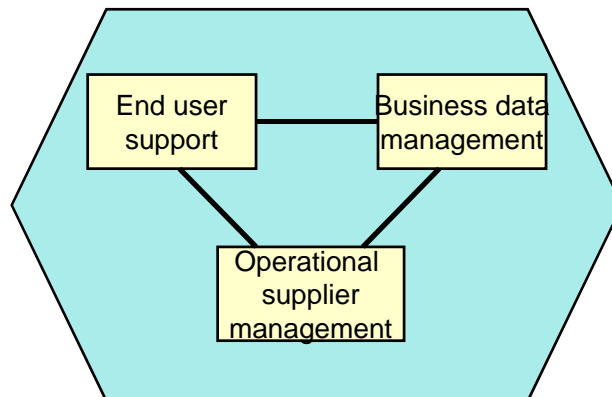 End user
support
Business data
management
Operational
supplier
management